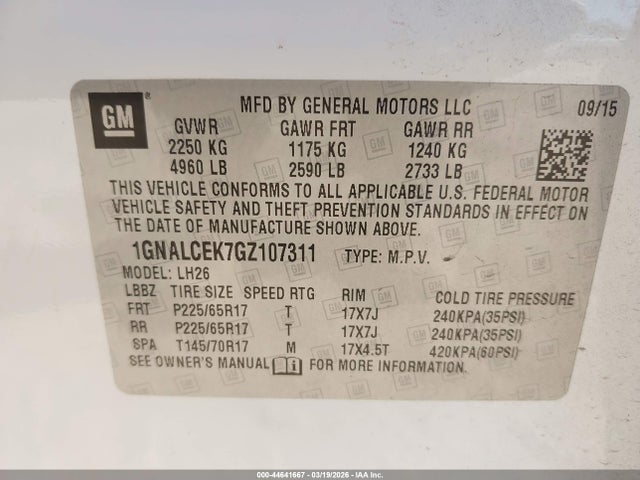 GM ®
MFD BY GENERAL MOTORS LLC 09/15
GVWR GAWR FRT GAWR RR
2250 KG 1175 KG 1240 KG
4960 LB 2590 LB 2733 LB
THIS VEHICLE CONFORMS TO ALL APPLICABLE U.S. FEDERAL MOTOR
VEHICLE SAFETY AND THEFT PREVENTION STANDARDS IN EFFECT ON
THE DATE OF MANUFACTURE SHOWN ABOVE.
1GNALCEK7GZ107311 TYPE: M.P.V.
MODEL: LH26
LBBZ TIRE SIZE SPEED RTG RIM COLD TIRE PRESSURE
FRT P225/65R17 T 17X7J 240KPA(35PSI)
RR P225/65R17 T 17X7J 240KPA(35PSI)
SPA T145/70R17 M 17X4.5T 420KPA(60PSI)
SEE OWNER'S MANUAL FOR MORE INFORMATION.
000-44641667 - 03/19/2026 - IAA Inc.